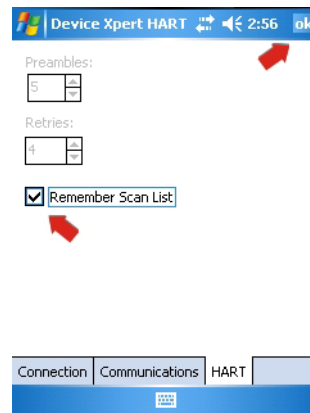 Device Xpert HART 2:56 ok
Preambles:
5
Retries:
4
Remember Scan List
Connection Communications HART